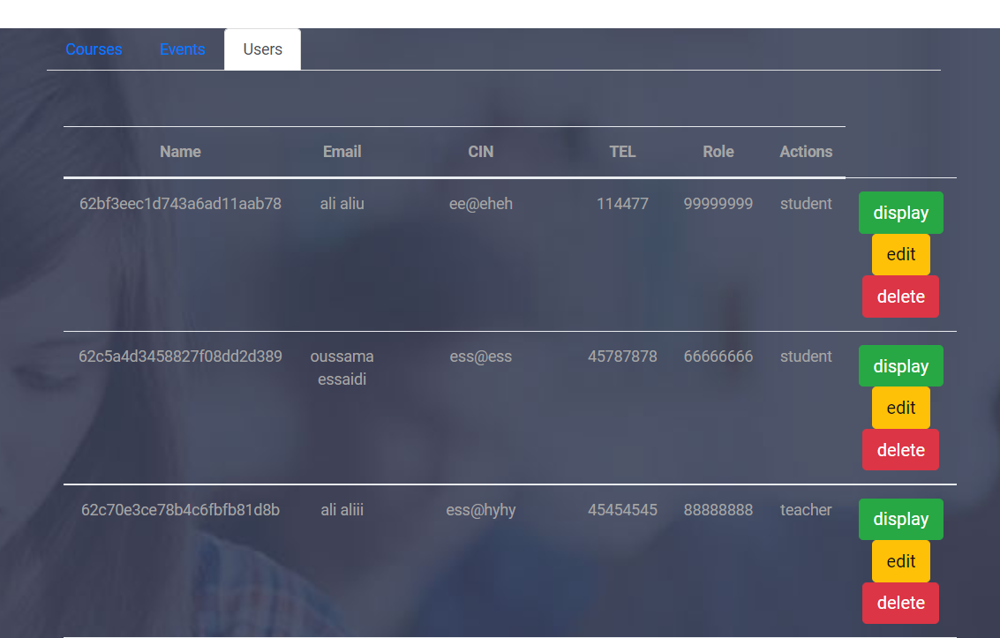 Courses Events Users
Name Email CIN TEL Role Actions
62bf3eec1d743a6ad11aab78 ali aliu ee@eheh 114477 99999999 student display
edit
delete
62c5a4d3458827f08dd2d389 oussama ess@ess 45787878 66666666 student display
essaidi
edit
delete
62c70e3ce78b4c6fbfb81d8b ali aliii ess@hyhy 45454545 88888888 teacher display
edit
delete